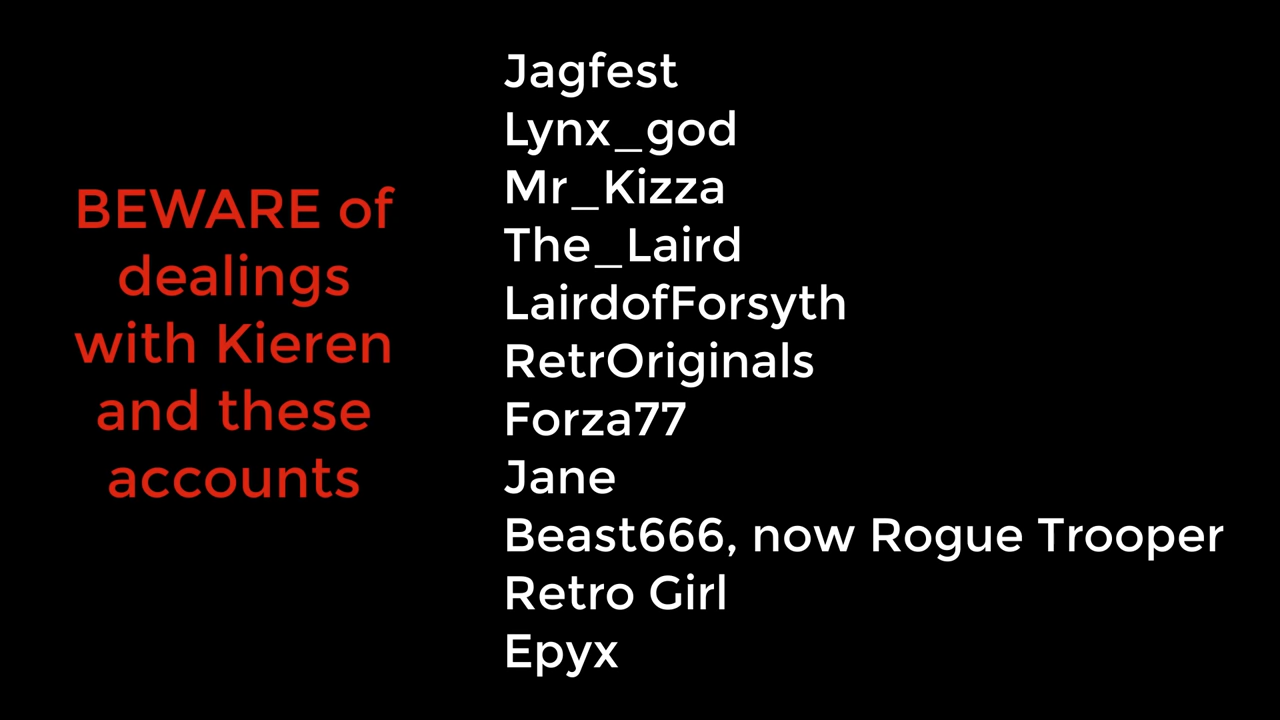 BEWARE of
dealings
with Kieren
and these
accounts
Jagfest
Lynx_god
Mr_Kizza
The_Laird
LairdofForsyth
RetrOriginals
Forza77
Jane
Beast666, now Rogue Trooper
Retro Girl
Epyx